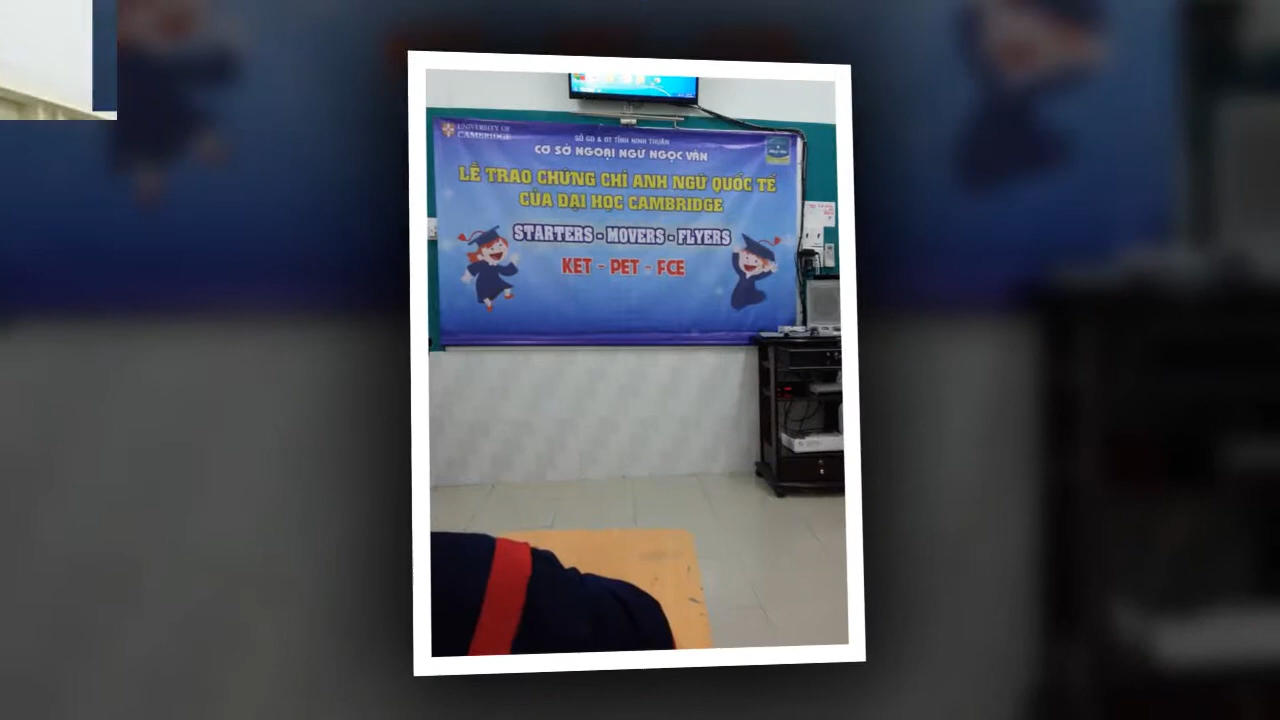 UNIVERSITY OF
CAMBRIDGE
SỞ GD & ĐT TỈNH NINH THUẬN
CƠ SỞ NGOẠI NGỮ NGỌC VÂN
LỄ TRAO CHỨNG CHỈ ANH NGỮ QUỐC TẾ
CỦA ĐẠI HỌC CAMBRIDGE
STARTERS - MOVERS - FLYERS
KET - PET - FCE